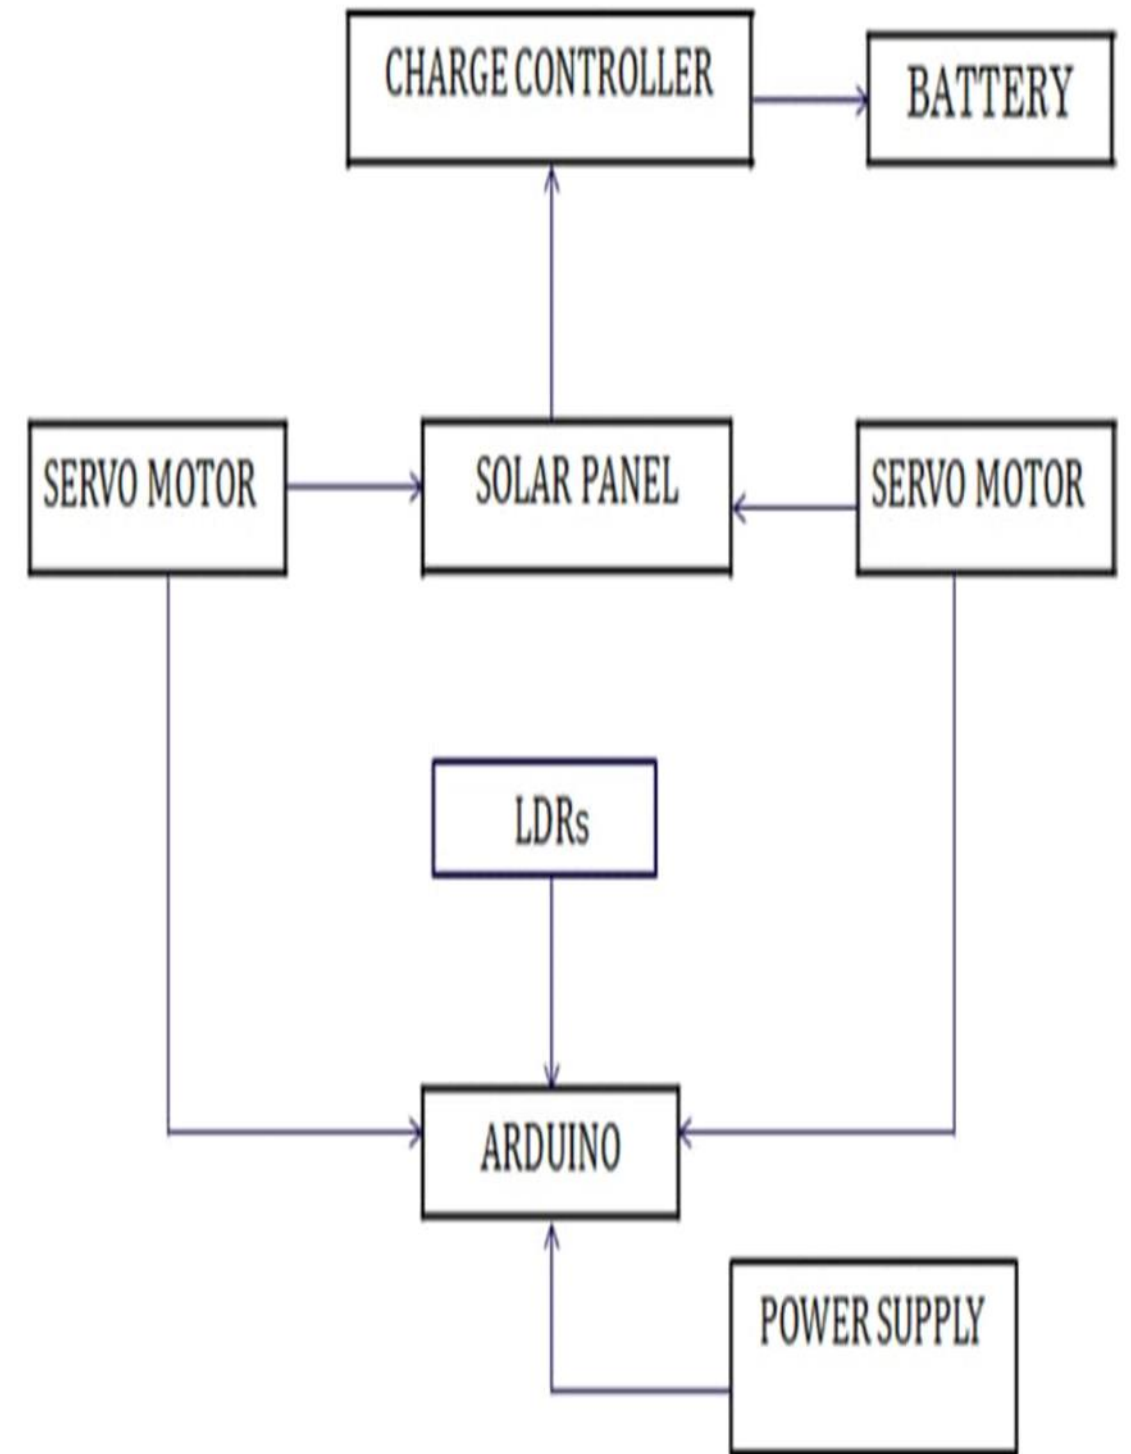 CHARGE CONTROLLER
BATTERY
SERVO MOTOR
SOLAR PANEL
SERVO MOTOR
LDRs
ARDUINO
POWER SUPPLY